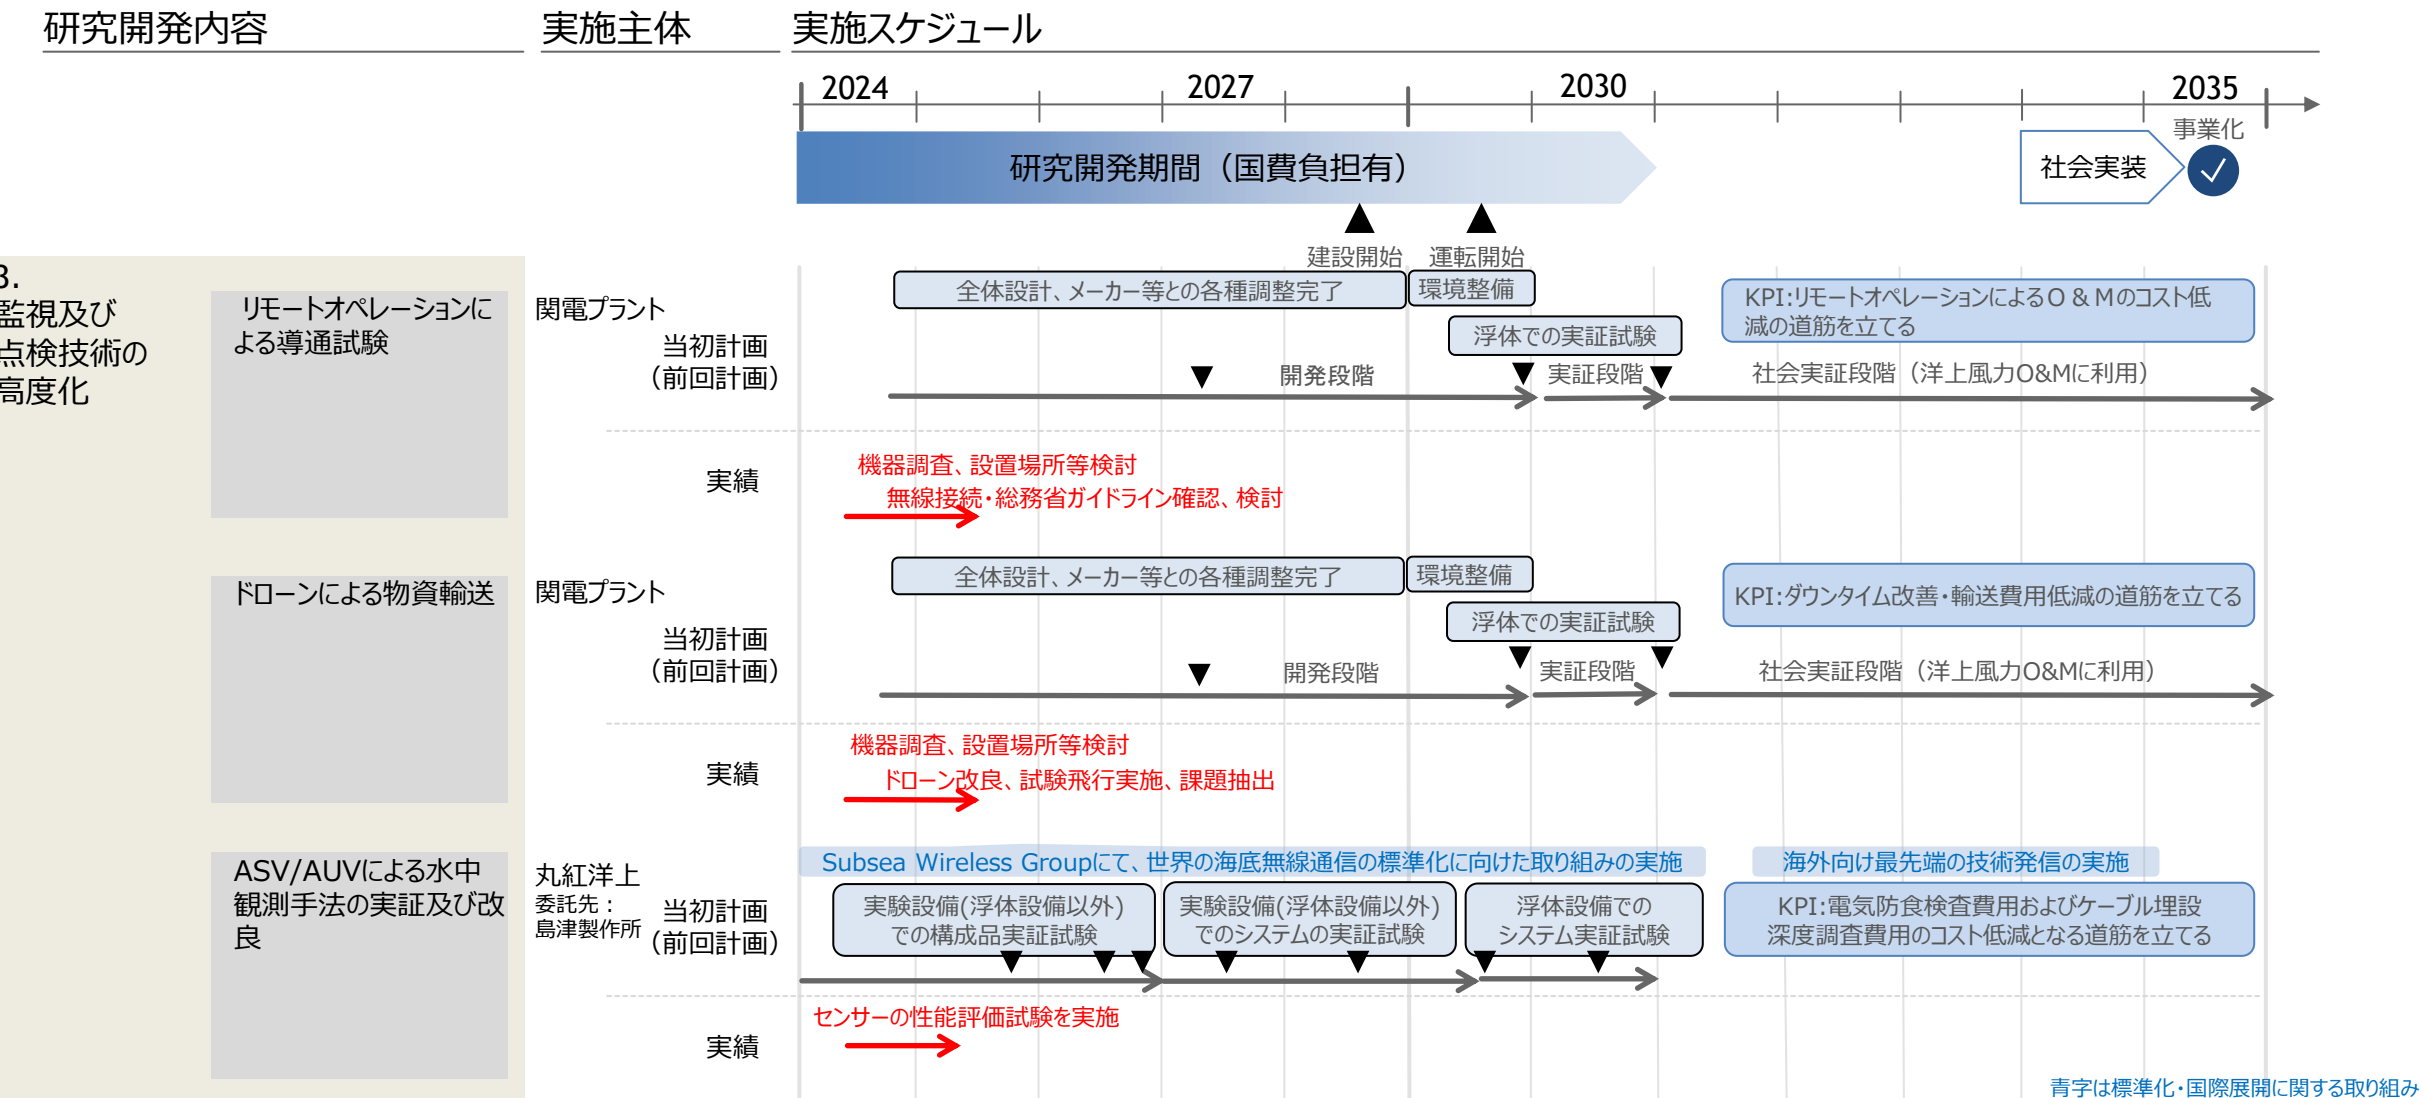 研究開発内容
実施主体
実施スケジュール
2024
2027
2030
2035
事業化
研究開発期間（国費負担有）
社会実装
建設開始
運転開始
3.
監視及び
点検技術の
高度化
リモートオペレーションに
よる導通試験
関電プラント
当初計画
（前回計画）
全体設計、メーカー等との各種調整完了
環境整備
浮体での実証試験
KPI:リモートオペレーションによるO & Mのコスト低
減の道筋を立てる
開発段階
実証段階
社会実証段階（洋上風力O&Mに利用）
実績
機器調査、設置場所等検討
無線接続・総務省ガイドライン確認、検討
ドローンによる物資輸送
関電プラント
当初計画
（前回計画）
全体設計、メーカー等との各種調整完了
環境整備
浮体での実証試験
KPI:ダウンタイム改善・輸送費用低減の道筋を立てる
開発段階
実証段階
社会実証段階（洋上風力O&Mに利用）
実績
機器調査、設置場所等検討
ドローン改良、試験飛行実施、課題抽出
ASV/AUVによる水中
観測手法の実証及び改
良
丸紅洋上
委託先：
島津製作所
当初計画
（前回計画）
Subsea Wireless Groupにて、世界の海底無線通信の標準化に向けた取り組みの実施
海外向け最先端の技術発信の実施
実験設備(浮体設備以外)
での構成品実証試験
実験設備(浮体設備以外)
でのシステムの実証試験
浮体設備での
システム実証試験
KPI:電気防食検査費用およびケーブル埋設
深度調査費用のコスト低減となる道筋を立てる
実績
センサーの性能評価試験を実施
青字は標準化・国際展開に関する取り組み